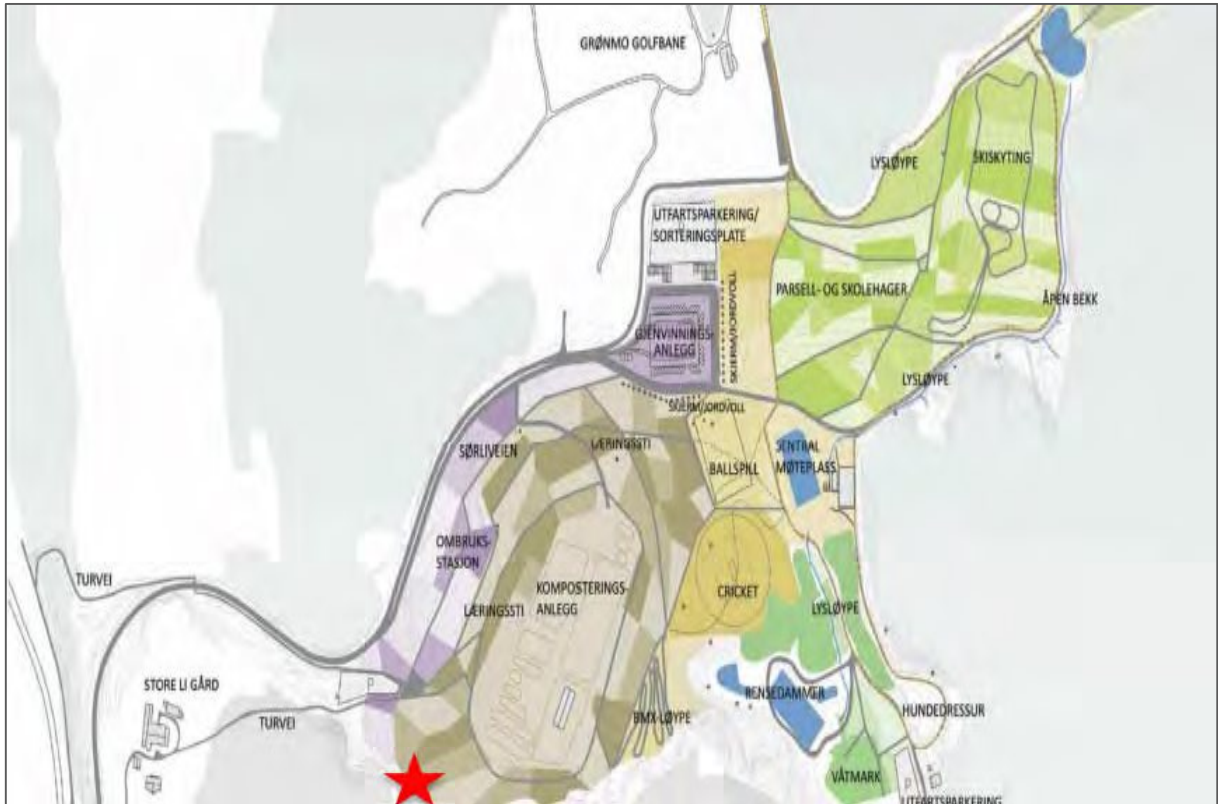 GRØNMO GOLFBANE
LYSLØYPE
SKISKYTING
UTFARTSPARKERING/
SORTERINGSPLATE
PARSELL- OG SKOLEHAGER
ÅPEN BEKK
SKJERM/JORDVOLL
GJENVINNINGS-
ANLEGG
LYSLØYPE
SKJERM/JORDVOLL
SØRLIVEIEN
LÆRINGSSTI
BALLSPILL
SENTRAL
MØTEPLASS
OMBRUKS-
STASJON
TURVEI
LÆRINGSSTI
KOMPOSTERINGS-
ANLEGG
CRICKET
LYSLØYPE
STORE LI GÅRD
P
TURVEI
BMX-LØYPE
RENSEDAMMER
HUNDEDRESSUR
VÅTMARK
UTFARTSPARKERING